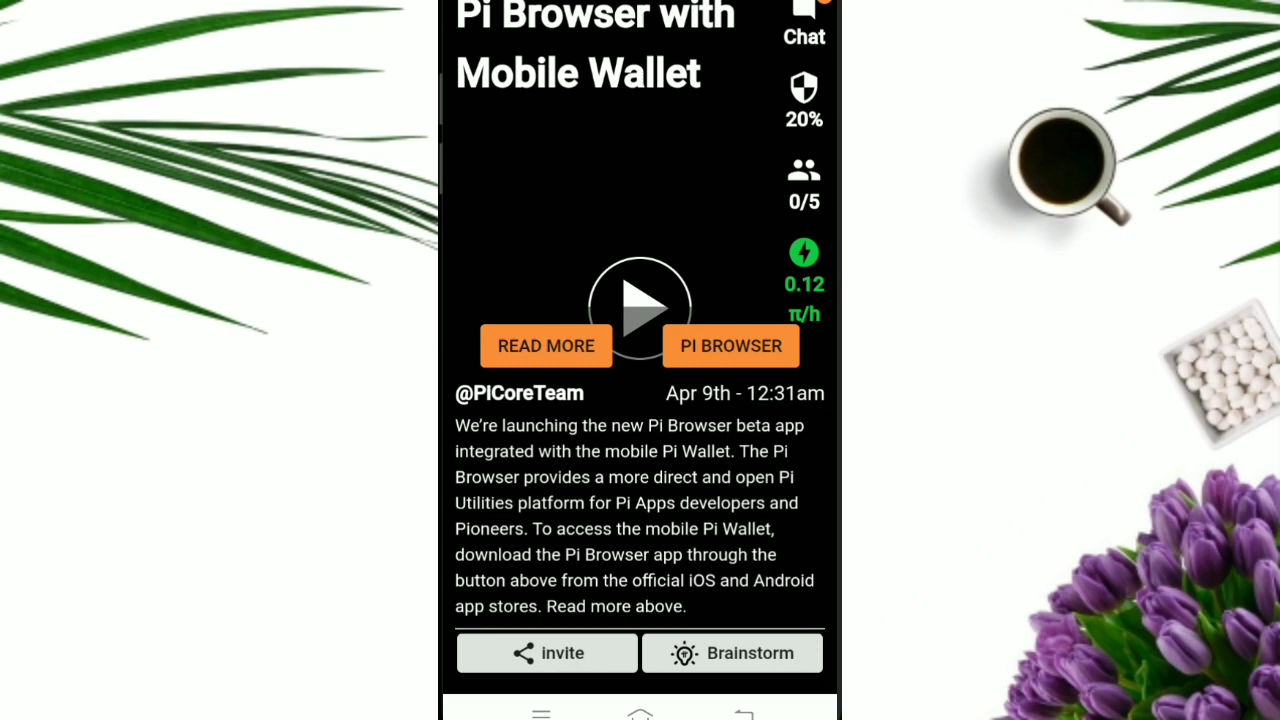 Pi Browser with
Mobile Wallet
Chat
20%
0/5
0.12
π/h
READ MORE
PI BROWSER
@PiCoreTeam
Apr 9th - 12:31am
We’re launching the new Pi Browser beta app
integrated with the mobile Pi Wallet. The Pi
Browser provides a more direct and open Pi
Utilities platform for Pi Apps developers and
Pioneers. To access the mobile Pi Wallet,
download the Pi Browser app through the
button above from the official iOS and Android
app stores. Read more above.
invite
Brainstorm